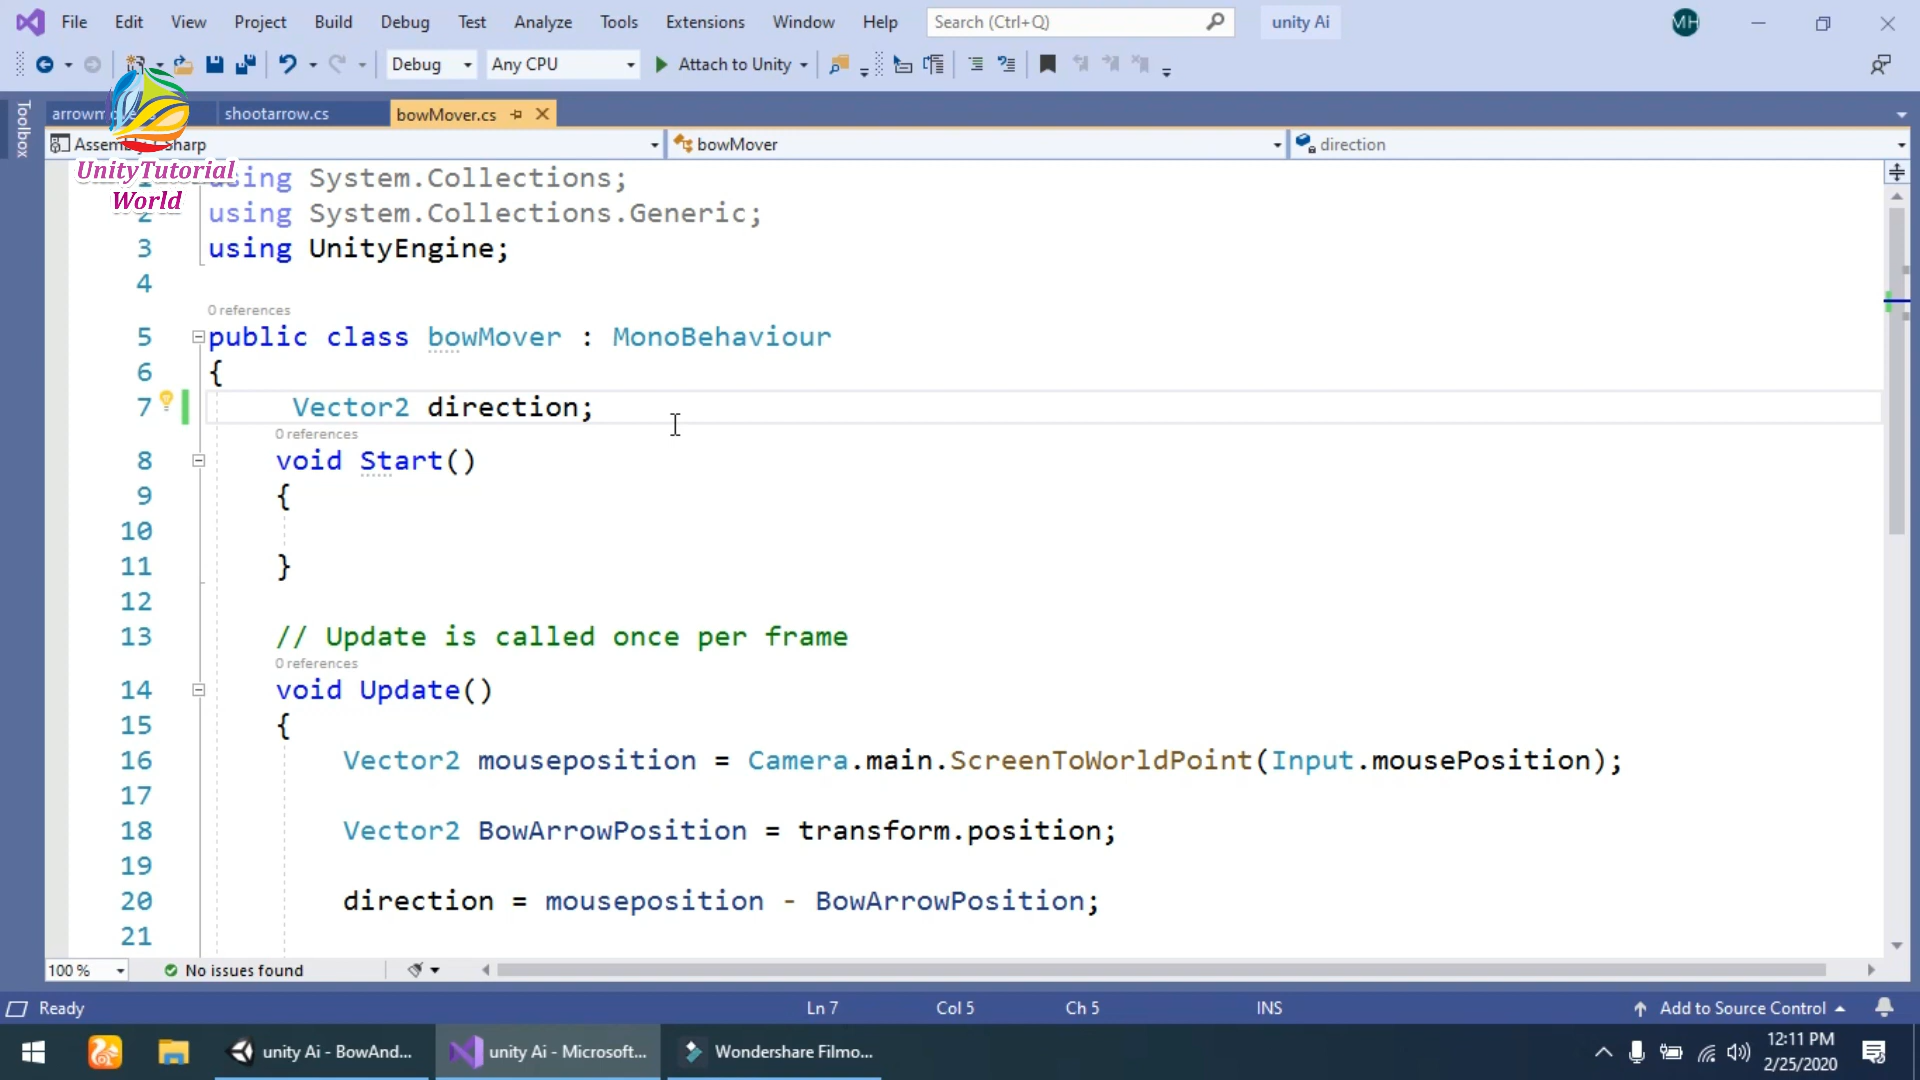 File Edit View Project Build Debug Test Analyze Tools Extensions Window Help Search (Ctrl+Q) unity Ai MH
Debug Any CPU Attach to Unity
Toolbox
shootarrow.cs bowMover.cs
bowMover direction
UnityTutorial
World
1 using System.Collections;
2 using System.Collections.Generic;
3 using UnityEngine;
4
0 references
5 public class bowMover : MonoBehaviour
6 {
7 Vector2 direction;
0 references
8 void Start()
9 {
10
11 }
12
13 // Update is called once per frame
0 references
14 void Update()
15 {
16 Vector2 mouseposition = Camera.main.ScreenToWorldPoint(Input.mousePosition);
17
18 Vector2 BowArrowPosition = transform.position;
19
20 direction = mouseposition - BowArrowPosition;
21
100 % No issues found
Ready Ln 7 Col 5 Ch 5 INS Add to Source Control
unity Ai - BowAnd... unity Ai - Microsoft... Wondershare Filmo...
12:11 PM
2/25/2020